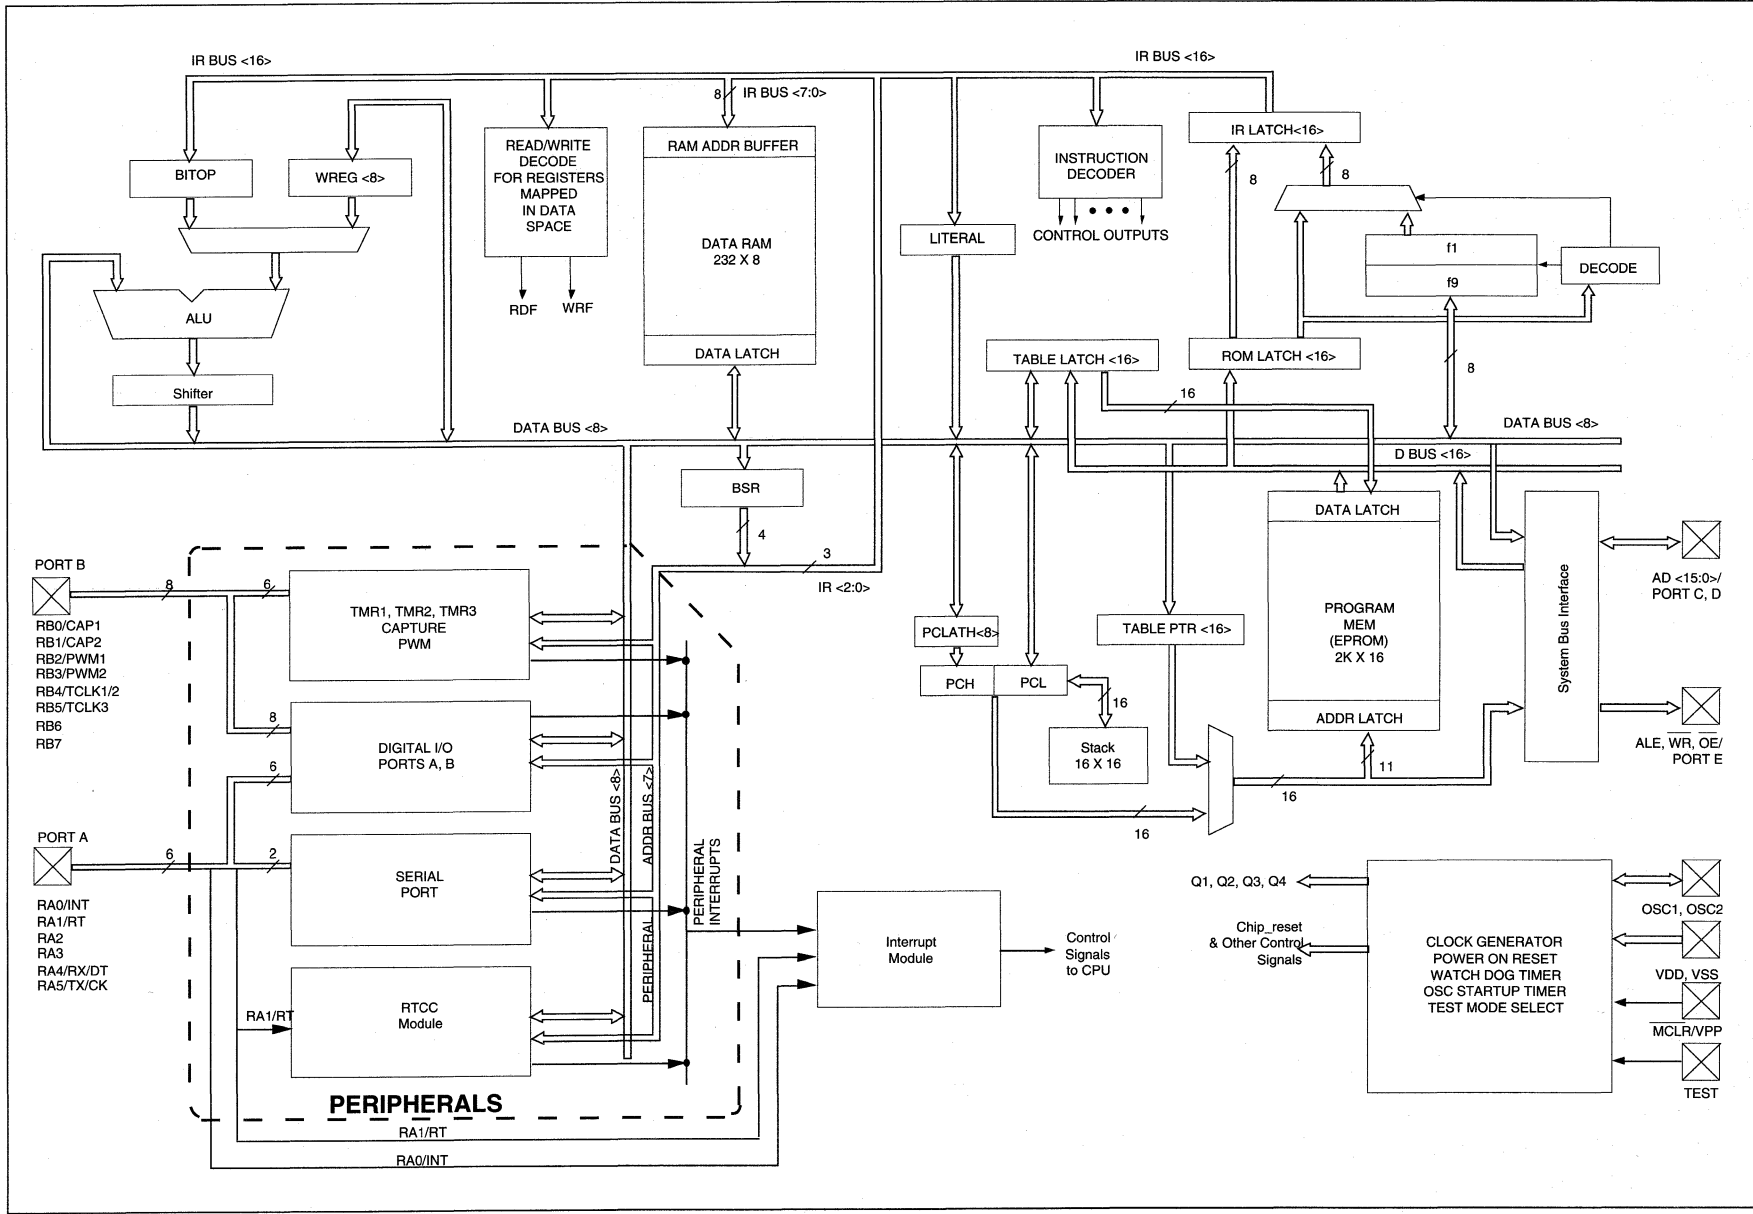 IR BUS <16>
IR BUS <16>
8
IR BUS <7:0>
BITOP
WREG <8>
READ/WRITE
DECODE
FOR REGISTERS
MAPPED
IN DATA
SPACE
RDF
WRF
RAM ADDR BUFFER
DATA RAM
232 X 8
DATA LATCH
INSTRUCTION
DECODER
CONTROL OUTPUTS
LITERAL
IR LATCH<16>
8
8
f1
f9
DECODE
ALU
Shifter
TABLE LATCH <16>
ROM LATCH <16>
8
16
DATA BUS <8>
DATA BUS <8>
D BUS <16>
BSR
4
3
IR <2:0>
DATA LATCH
PROGRAM
MEM
(EPROM)
2K X 16
ADDR LATCH
11
System Bus Interface
AD <15:0>/
PORT C, D
ALE, WR, OE/
PORT E
PCLATH<8>
PCH
PCL
16
Stack
16 X 16
TABLE PTR <16>
16
16
PORT B
8
6
RB0/CAP1
RB1/CAP2
RB2/PWM1
RB3/PWM2
RB4/TCLK1/2
RB5/TCLK3
RB6
RB7
TMR1, TMR2, TMR3
CAPTURE
PWM
8
DIGITAL I/O
PORTS A, B
6
PORT A
6
2
RA0/INT
RA1/RT
RA2
RA3
RA4/RX/DT
RA5/TX/CK
SERIAL
PORT
RA1/RT
RTCC
Module
DATA BUS <8>
PERIPHERAL ADDR BUS <7>
PERIPHERAL
INTERRUPTS
PERIPHERALS
RA1/RT
RA0/INT
Interrupt
Module
Control
Signals
to CPU
Q1, Q2, Q3, Q4
Chip_reset
& Other Control
Signals
CLOCK GENERATOR
POWER ON RESET
WATCH DOG TIMER
OSC STARTUP TIMER
TEST MODE SELECT
OSC1, OSC2
VDD, VSS
MCLR/VPP
TEST